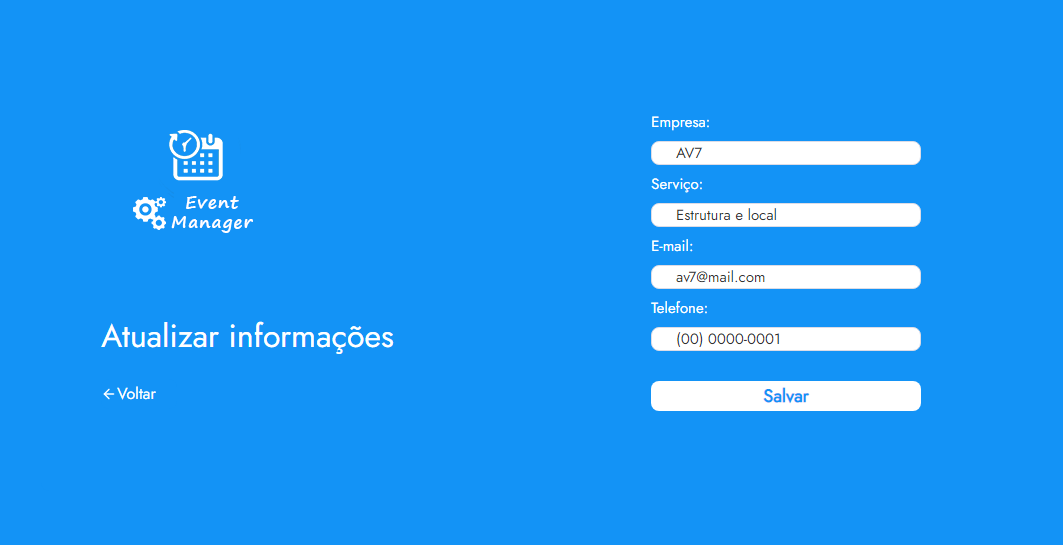 Event
Manager
Atualizar informações
Voltar
Empresa:
AV7
Serviço:
Estrutura e local
E-mail:
av7@mail.com
Telefone:
(00) 0000-0001
Salvar